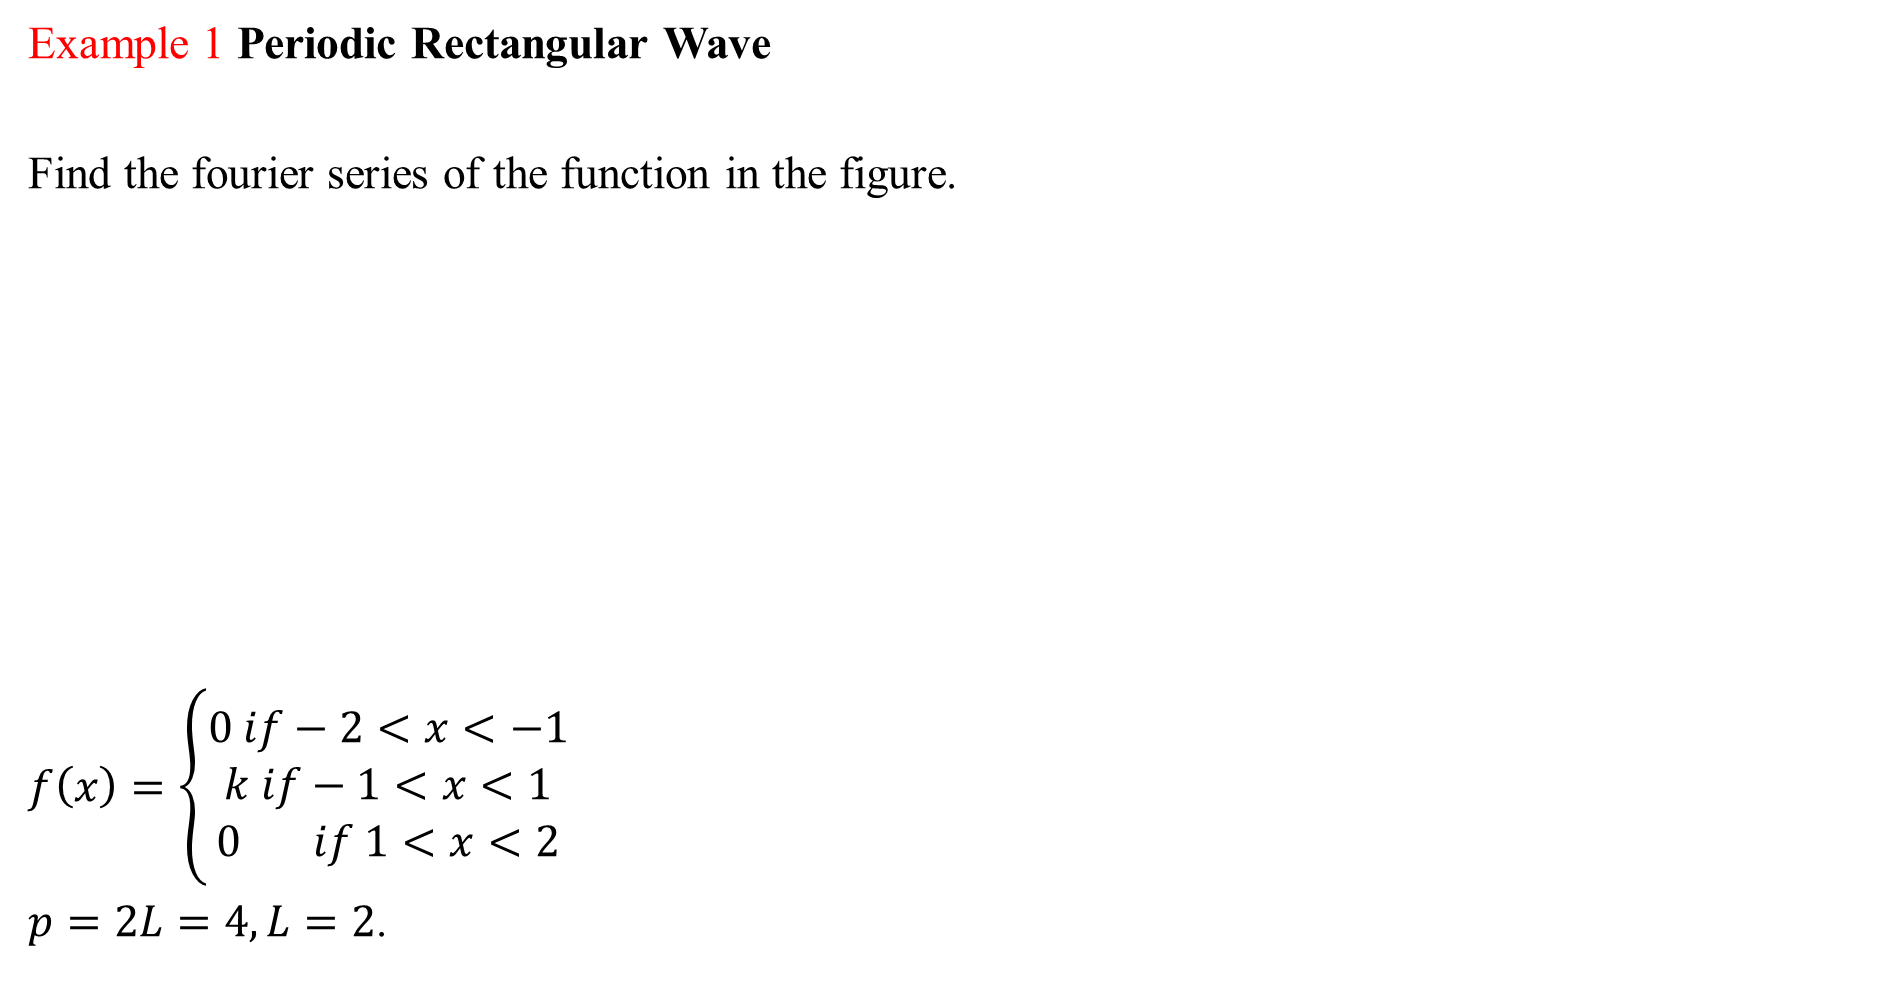 Example 1 Periodic Rectangular Wave
Find the fourier series of the function in the figure.
f(x) = { 0 if − 2 < x < −1
k if − 1 < x < 1
0 if 1 < x < 2
p = 2L = 4, L = 2.